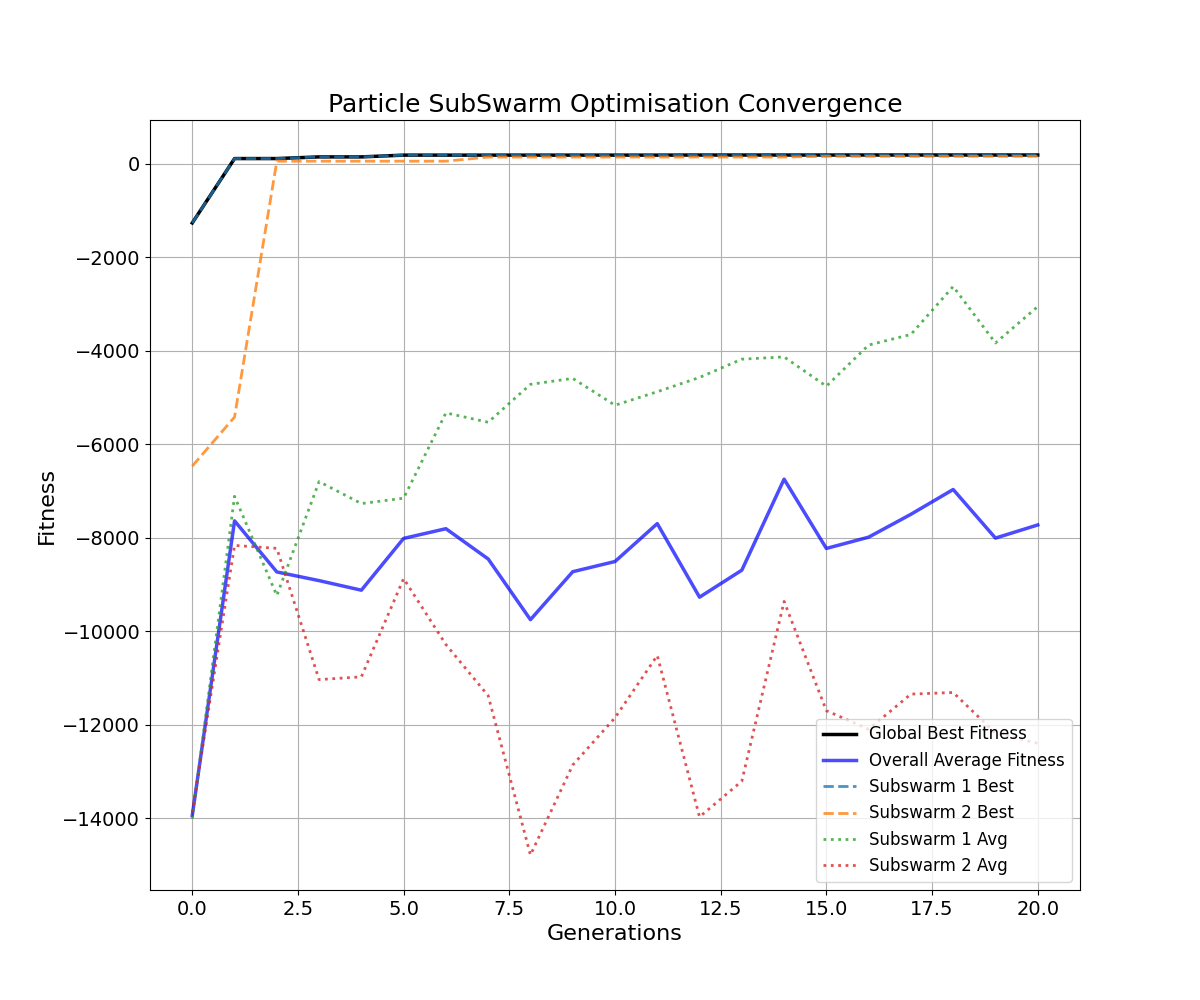 Particle SubSwarm Optimisation Convergence
Fitness
0
−2000
−4000
−6000
−8000
−10000
−12000
−14000
Global Best Fitness
Overall Average Fitness
Subswarm 1 Best
Subswarm 2 Best
Subswarm 1 Avg
Subswarm 2 Avg
0.0 2.5 5.0 7.5 10.0 12.5 15.0 17.5 20.0
Generations